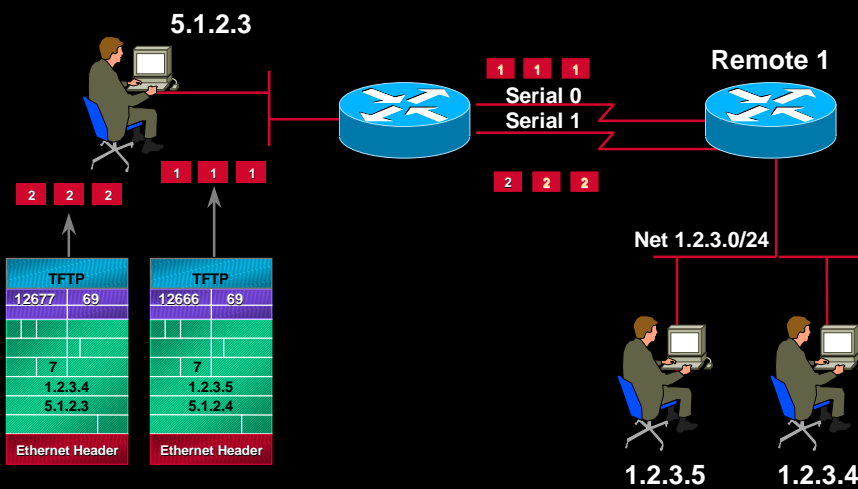 5.1.2.3
1 1 1
Remote 1
Serial 0
Serial 1
1 1 1
2 2 2
2 2 2
Net 1.2.3.0/24
TFTP
12677 69
7
1.2.3.4
5.1.2.3
Ethernet Header
TFTP
12666 69
7
1.2.3.5
5.1.2.4
Ethernet Header
1.2.3.5
1.2.3.4